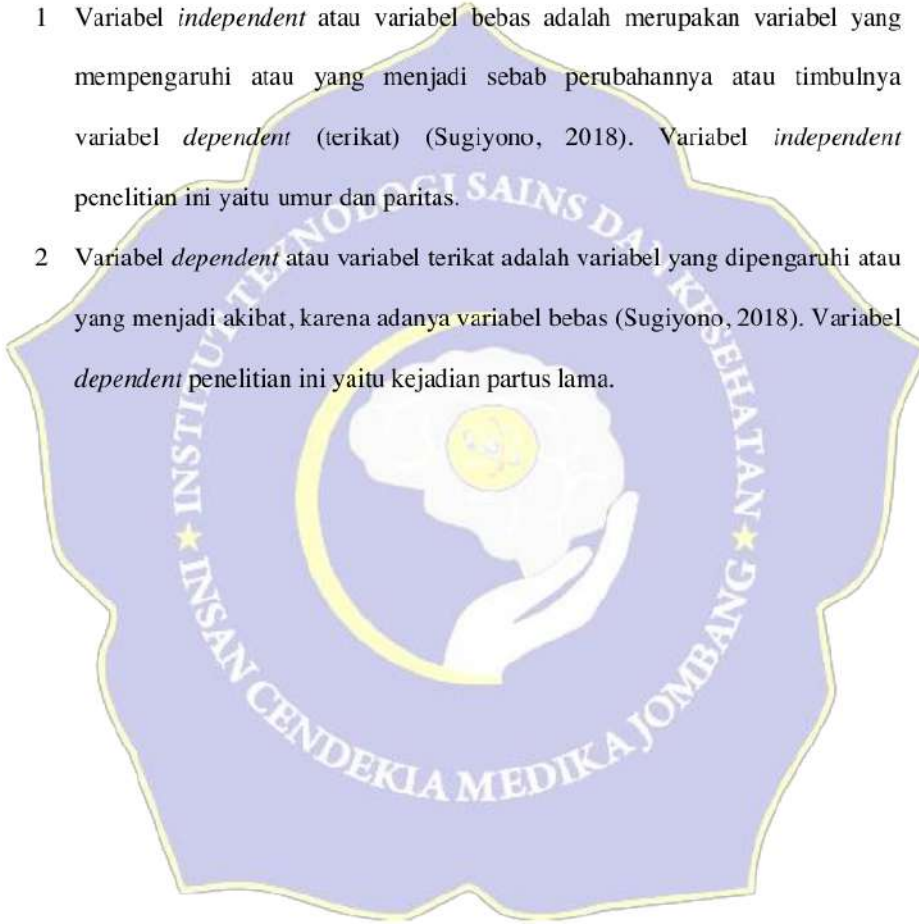 1 Variabel independent atau variabel bebas adalah merupakan variabel yang
mempengaruhi atau yang menjadi sebab perubahannya atau timbulnya
variabel dependent (terikat) (Sugiyono, 2018). Variabel independent
penelitian ini yaitu umur dan paritas.
2 Variabel dependent atau variabel terikat adalah variabel yang dipengaruhi atau
yang menjadi akibat, karena adanya variabel bebas (Sugiyono, 2018). Variabel
dependent penelitian ini yaitu kejadian partus lama.
INSTITUT TEKNOLOGI SAINS DAN KESEHATAN
INSAN CENDEKIA MEDIKA JOMBANG